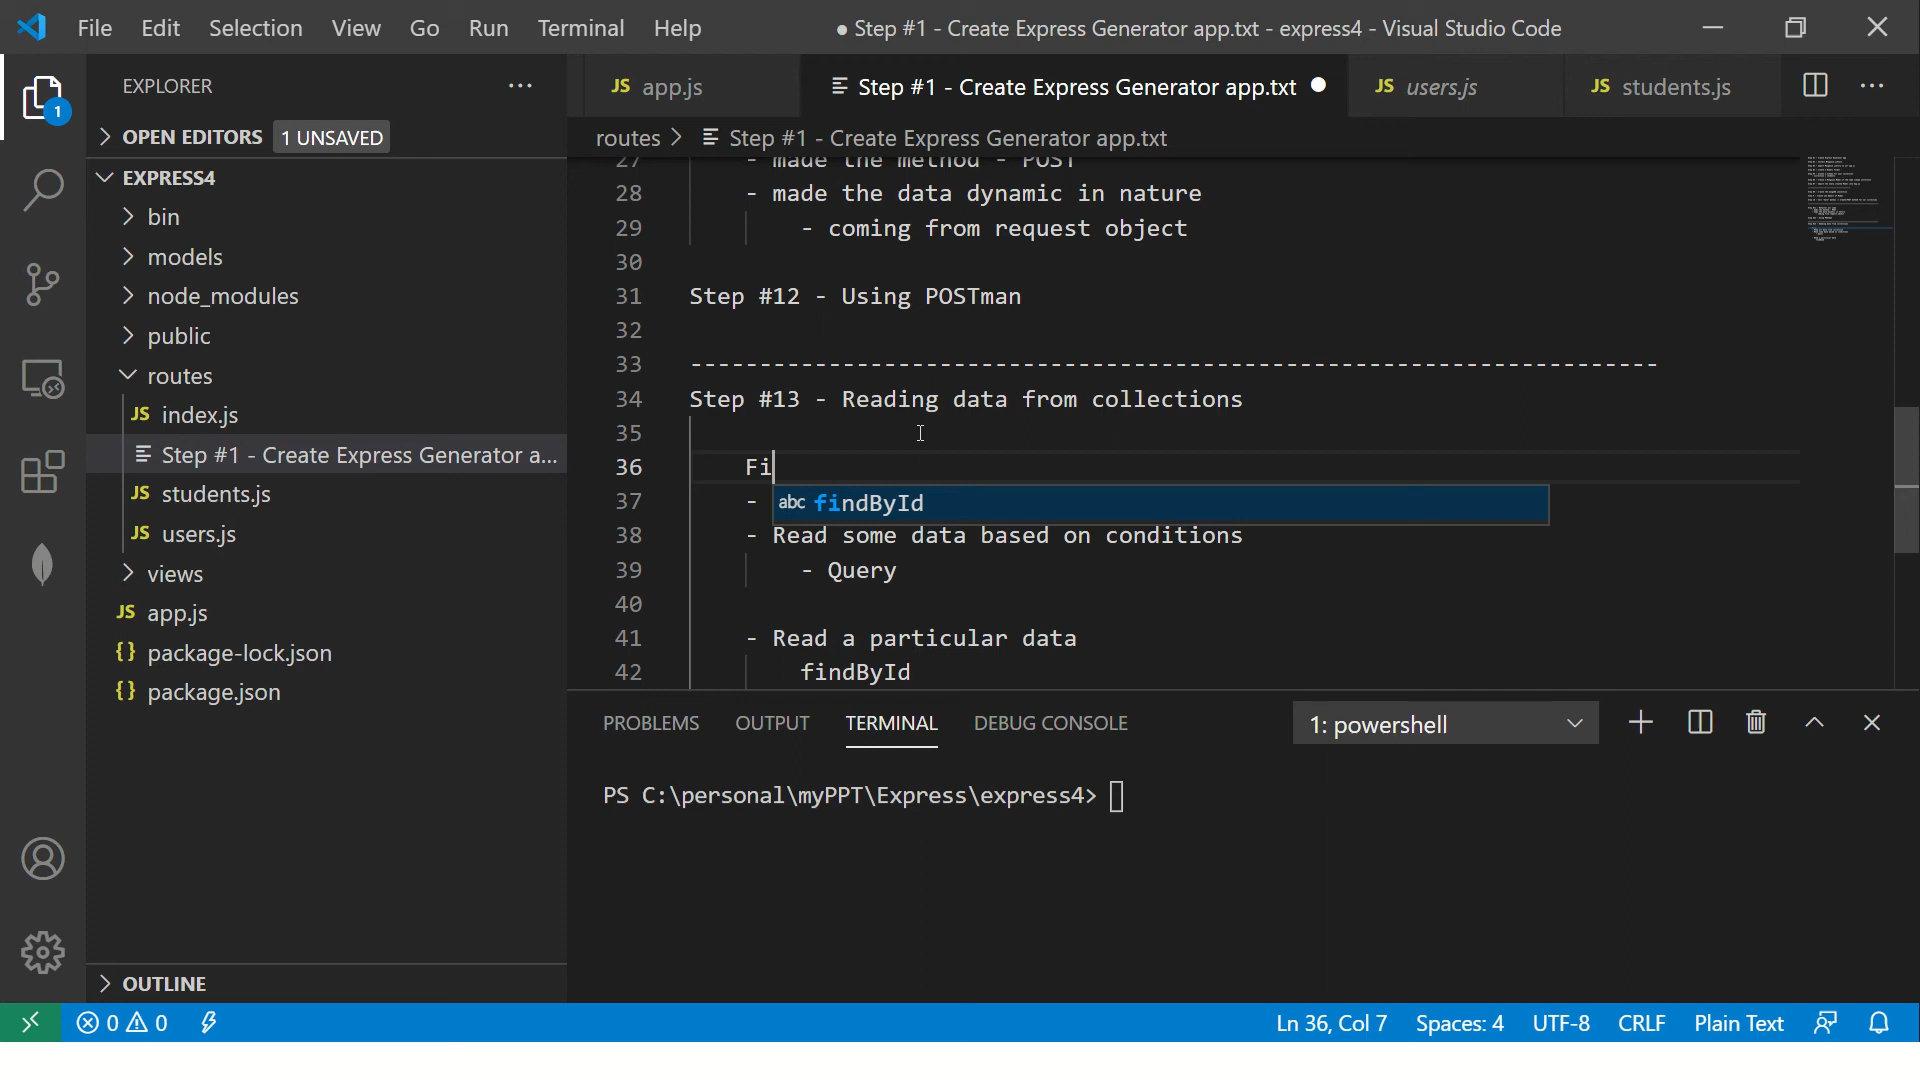 File Edit Selection View Go Run Terminal Help ● Step #1 - Create Express Generator app.txt - express4 - Visual Studio Code
EXPLORER
JS app.js Step #1 - Create Express Generator app.txt JS users.js JS students.js
1
OPEN EDITORS 1 UNSAVED
routes > Step #1 - Create Express Generator app.txt
EXPRESS4
bin
models
node_modules
public
routes
JS index.js
Step #1 - Create Express Generator a...
JS students.js
JS users.js
views
JS app.js
{} package-lock.json
{} package.json
OUTLINE
27 - made the method - POST
28 - made the data dynamic in nature
29 - coming from request object
30
31 Step #12 - Using POSTman
32
33 ----------------------------------------------------------------------
34 Step #13 - Reading data from collections
35
36 Fi
37 - abc findById
38 - Read some data based on conditions
39 - Query
40
41 - Read a particular data
42 findById
PROBLEMS OUTPUT TERMINAL DEBUG CONSOLE 1: powershell
PS C:\personal\myPPT\Express\express4>
0 0 Ln 36, Col 7 Spaces: 4 UTF-8 CRLF Plain Text